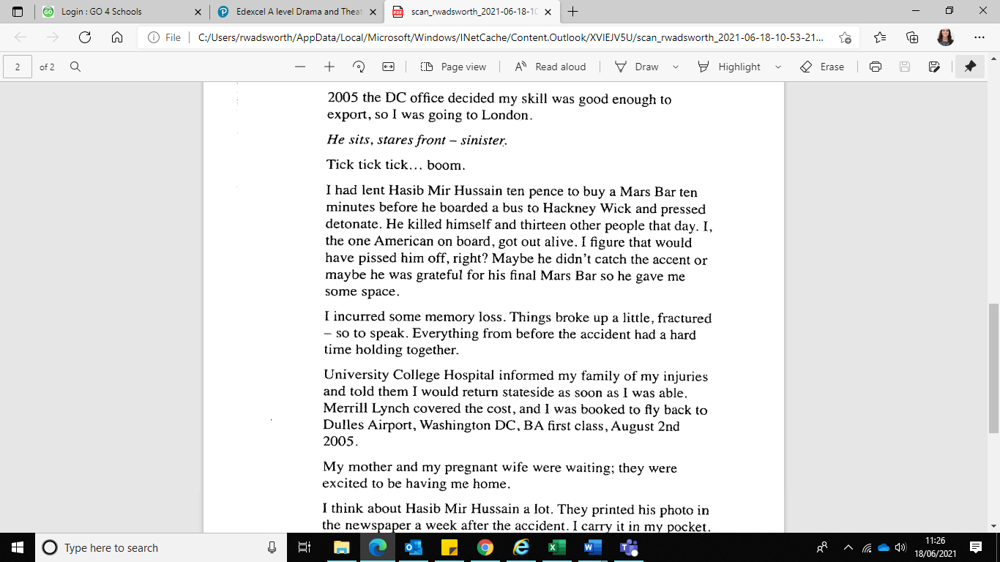 Login : GO 4 Schools
Edexcel A level Drama and Theat
scan_rwadsworth_2021-06-18-10
File
C:/Users/rwadsworth/AppData/Local/Microsoft/Windows/INetCache/Content.Outlook/XVIEJV5U/scan_rwadsworth_2021-06-18-10-53-21...
2
of 2
Page view
Read aloud
Draw
Highlight
Erase
2005 the DC office decided my skill was good enough to
export, so I was going to London.
He sits, stares front – sinister.
Tick tick tick... boom.
I had lent Hasib Mir Hussain ten pence to buy a Mars Bar ten
minutes before he boarded a bus to Hackney Wick and pressed
detonate. He killed himself and thirteen other people that day. I,
the one American on board, got out alive. I figure that would
have pissed him off, right? Maybe he didn't catch the accent or
maybe he was grateful for his final Mars Bar so he gave me
some space.
I incurred some memory loss. Things broke up a little, fractured
– so to speak. Everything from before the accident had a hard
time holding together.
University College Hospital informed my family of my injuries
and told them I would return stateside as soon as I was able.
Merrill Lynch covered the cost, and I was booked to fly back to
Dulles Airport, Washington DC, BA first class, August 2nd
2005.
My mother and my pregnant wife were waiting; they were
excited to be having me home.
I think about Hasib Mir Hussain a lot. They printed his photo in
the newspaper a week after the accident. I carry it in my pocket.
Type here to search
11:26
18/06/2021